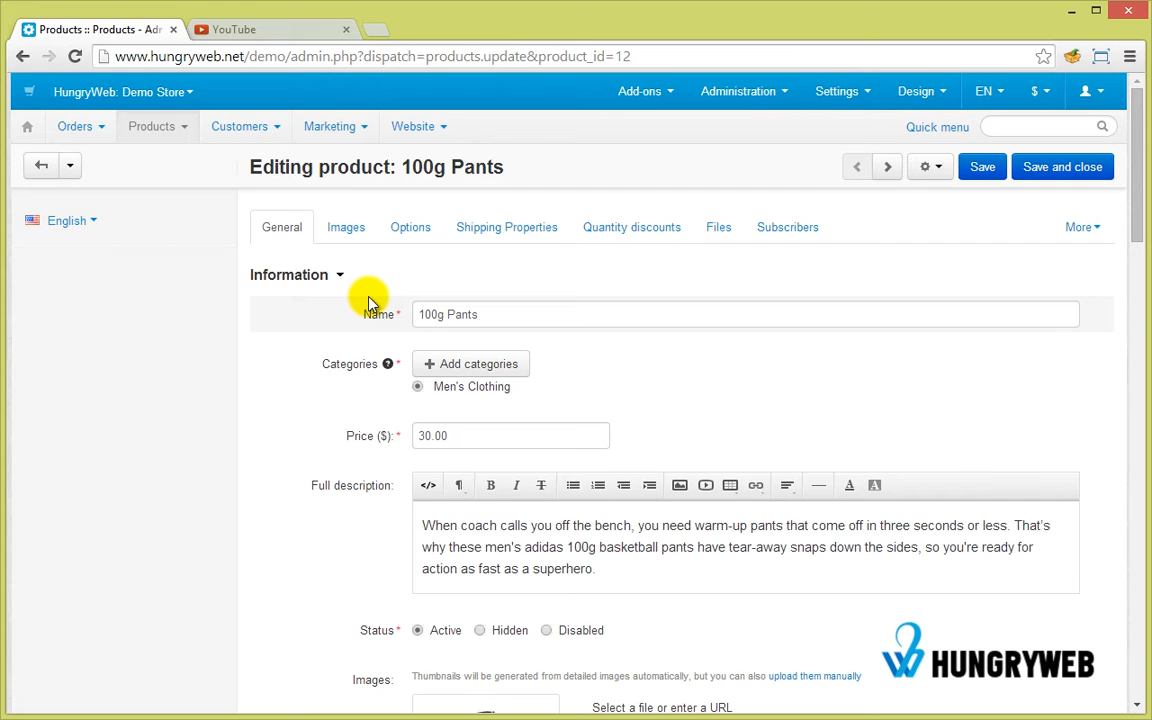 Products :: Products - Adr
YouTube
www.hungryweb.net/demo/admin.php?dispatch=products.update&product_id=12
HungryWeb: Demo Store
Add-ons
Administration
Settings
Design
EN
$
Orders
Products
Customers
Marketing
Website
Quick menu
Editing product: 100g Pants
Save
Save and close
English
General
Images
Options
Shipping Properties
Quantity discounts
Files
Subscribers
More
Information
Name*
100g Pants
Categories ? *
Add categories
Men's Clothing
Price ($):*
30.00
Full description:
When coach calls you off the bench, you need warm-up pants that come off in three seconds or less. That's
why these men's adidas 100g basketball pants have tear-away snaps down the sides, so you're ready for
action as fast as a superhero.
Status*
Active
Hidden
Disabled
Images:
Thumbnails will be generated from detailed images automatically, but you can also upload them manually
Select a file or enter a URL
HUNGRYWEB